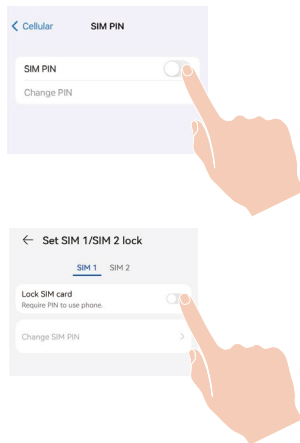 Cellular SIM PIN
SIM PIN
Change PIN
Set SIM 1/SIM 2 lock
SIM 1 SIM 2
Lock SIM card
Require PIN to use phone.
Change SIM PIN